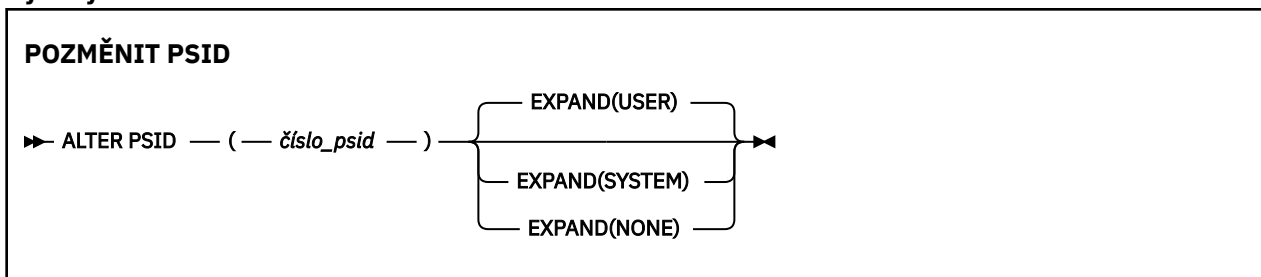 POZMĚNIT PSID
EXPAND(USER)
ALTER PSID ( číslo_psid )
EXPAND(SYSTEM)
EXPAND(NONE)